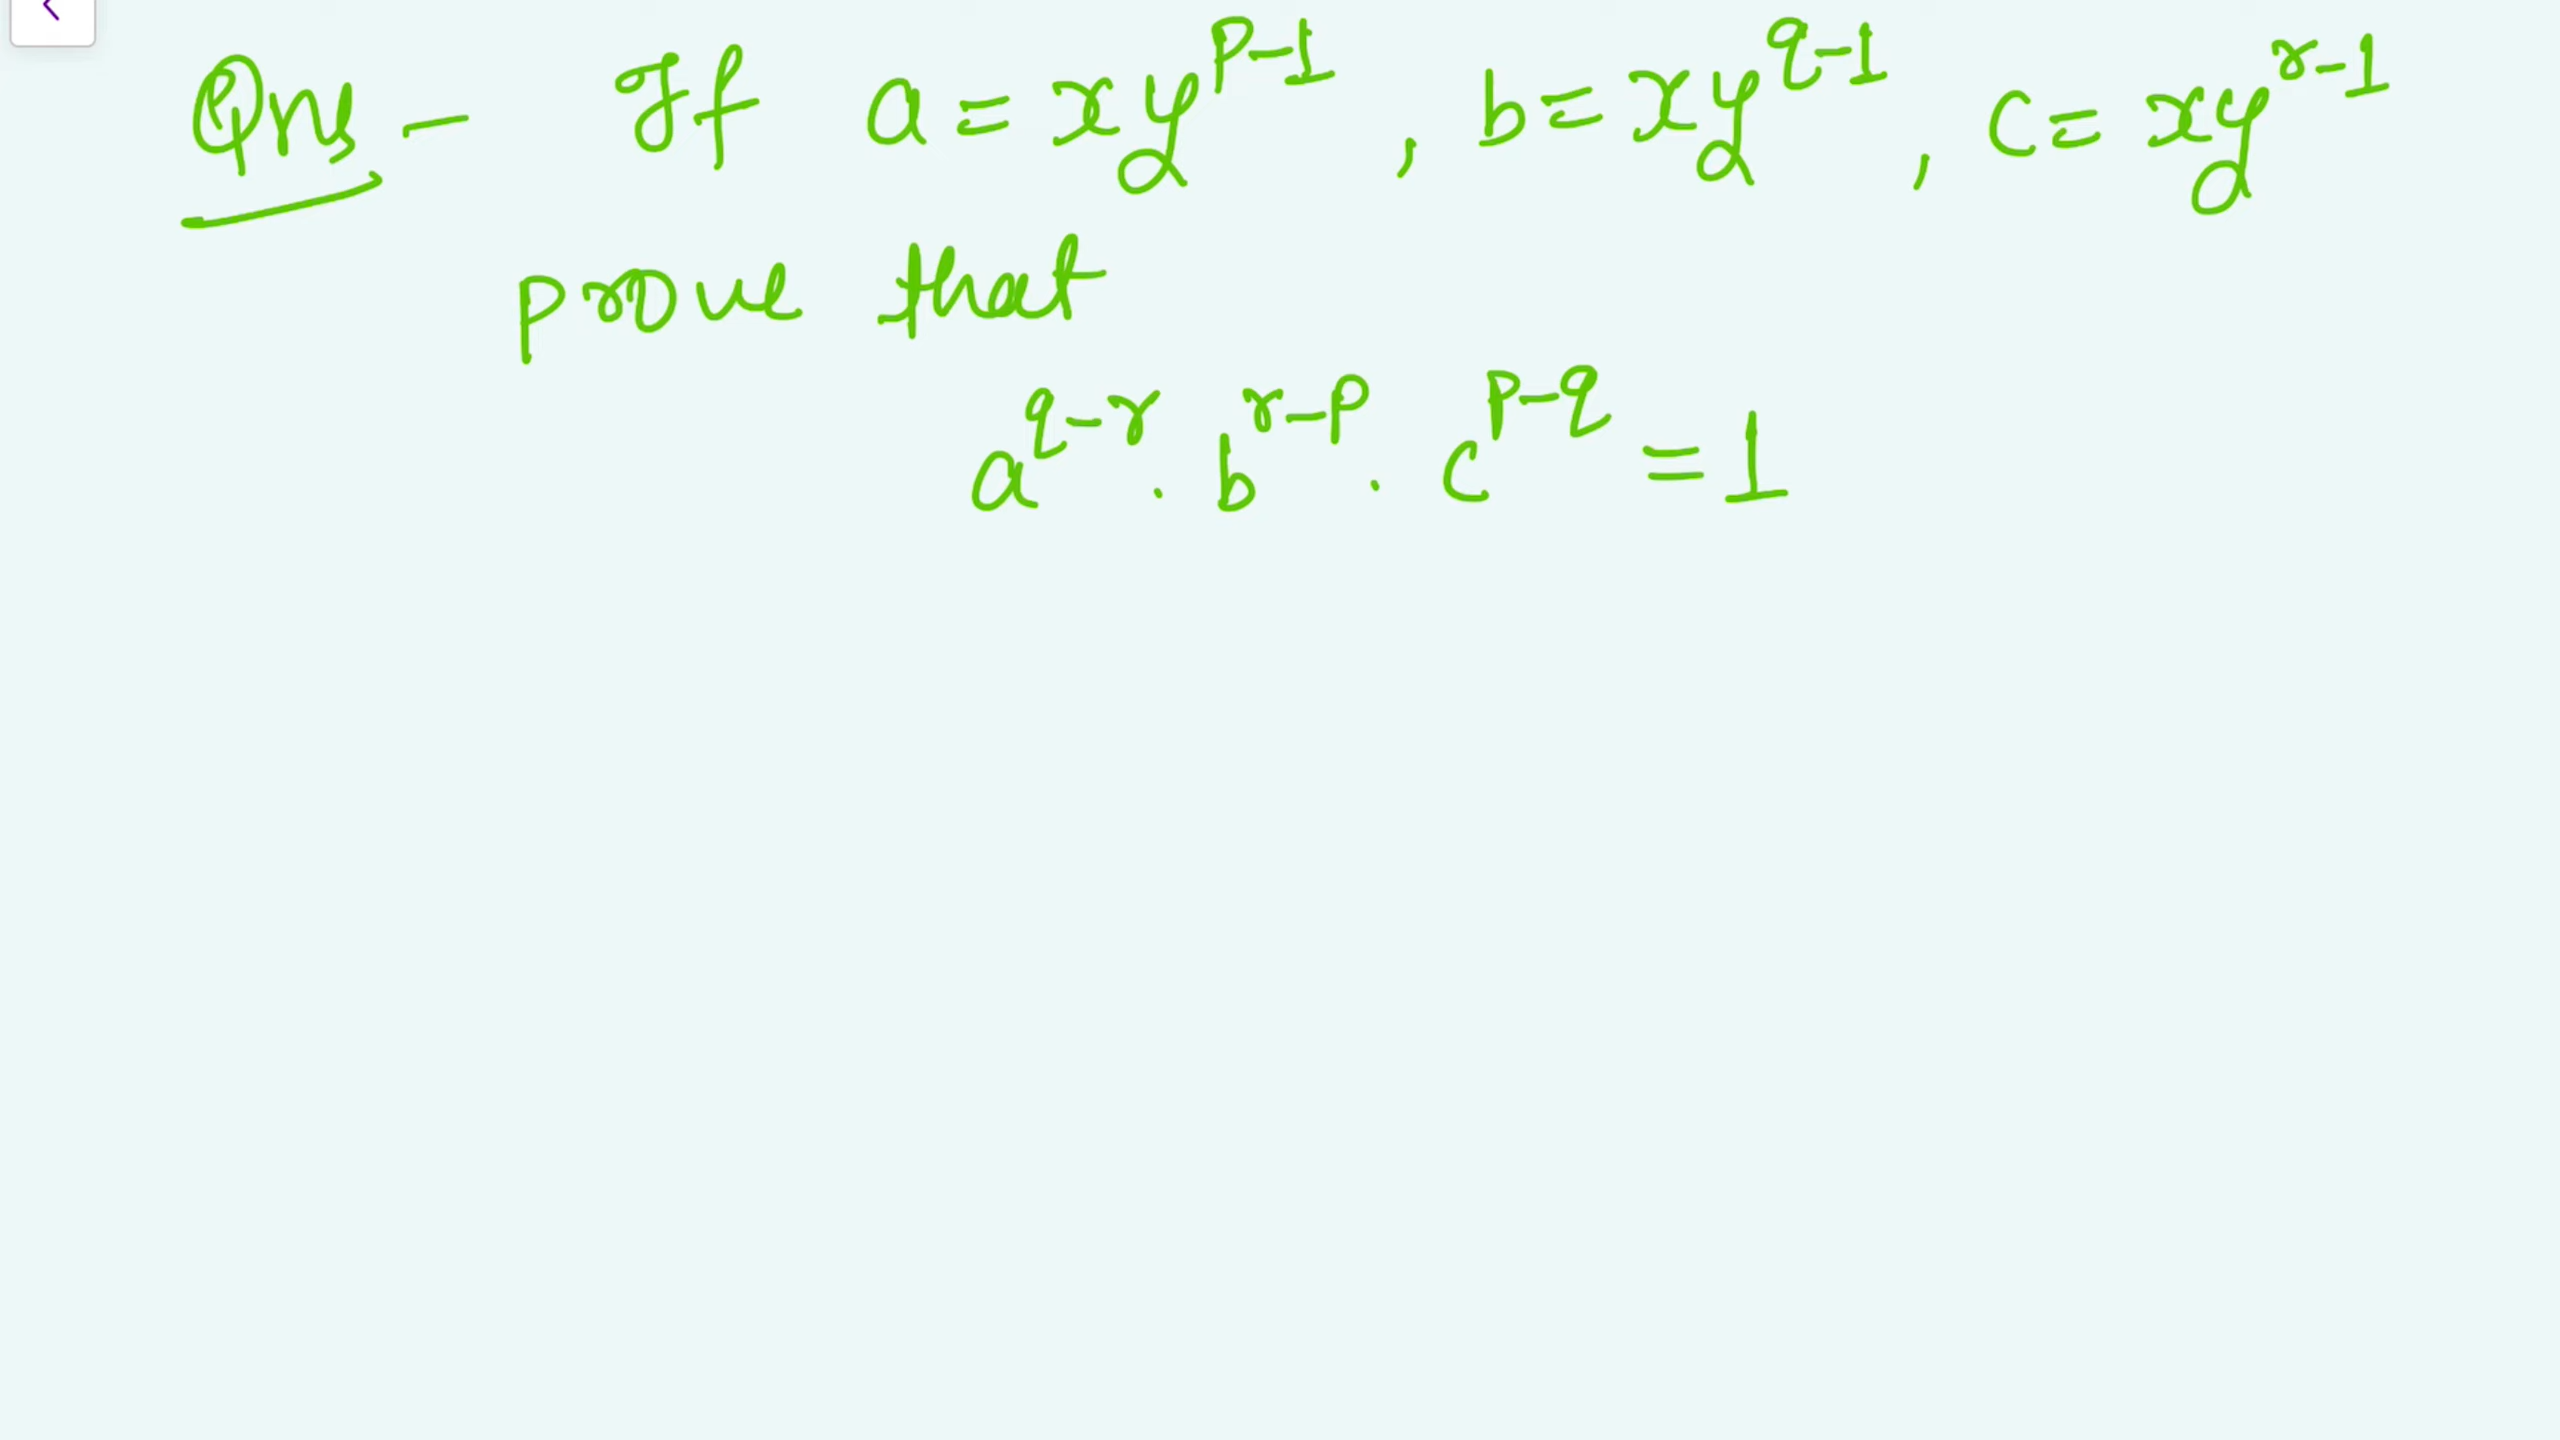 Qns - If a = xy^{p-1}, b = xy^{q-1}, c = xy^{r-1}
prove that
a^{q-r} . b^{r-p} . c^{p-q} = 1